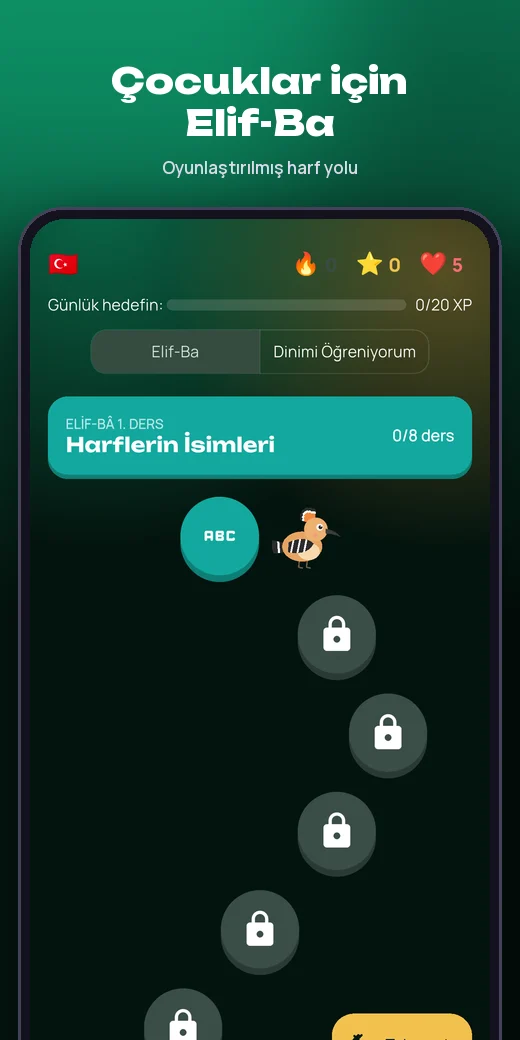 Çocuklar için
Elif-Ba
Oyunlaştırılmış harf yolu
0 0 5
Günlük hedefin: 0/20 XP
Elif-Ba Dinimi Öğreniyorum
ELİF-BÂ 1. DERS
Harflerin İsimleri
0/8 ders
ABC